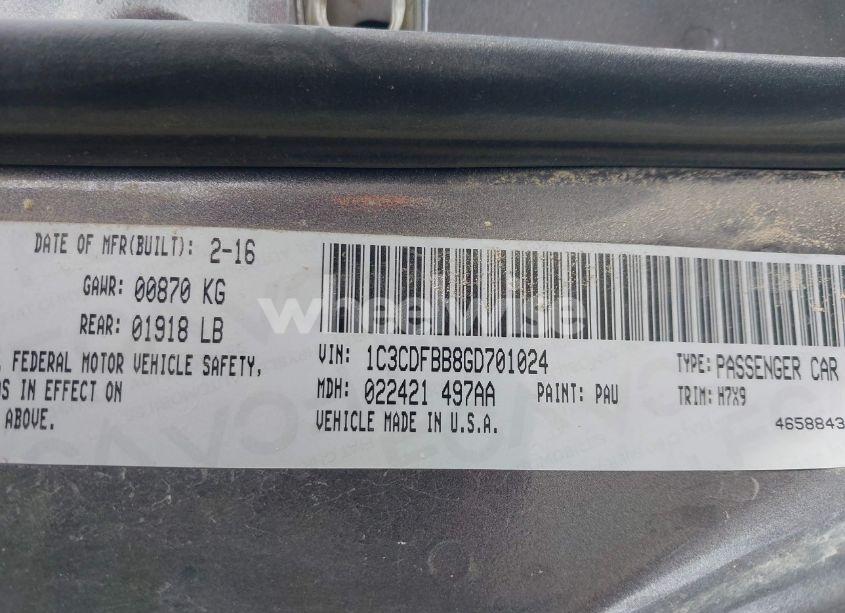 DATE OF MFR(BUILT): 2-16
GAWR: 00870 KG
REAR: 01918 LB
FEDERAL MOTOR VEHICLE SAFETY,
IN EFFECT ON
ABOVE.
VIN: 1C3CDFBB8GD701024
TYPE: PASSENGER CAR
MDH: 022421 497AA
PAINT: PAU
TRIM: H7X9
VEHICLE MADE IN U.S.A.
4658843
wheelwise